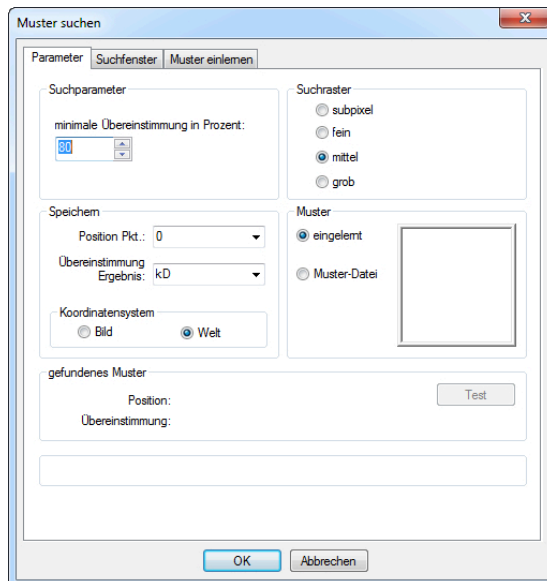 Muster suchen
x
Parameter
Suchfenster
Muster einlernen
Suchparameter
minimale Übereinstimmung in Prozent:
80
Suchraster
subpixel
fein
mittel
grob
Speichern
Position Pkt.: 0
Übereinstimmung
Ergebnis: kD
Koordinatensystem
Bild
Welt
Muster
eingelernt
Muster-Datei
gefundenes Muster
Position:
Übereinstimmung:
Test
OK
Abbrechen